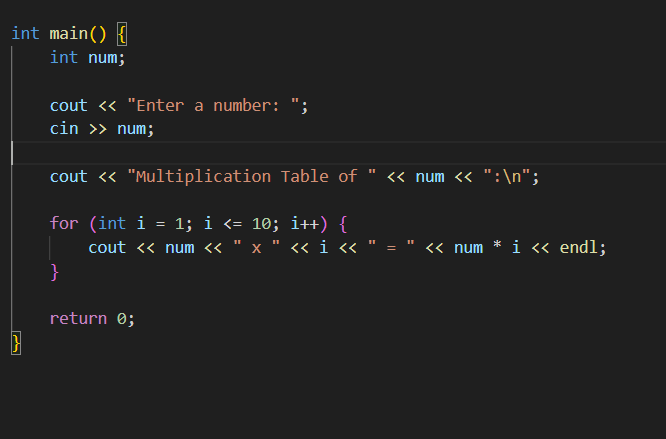 int main() {
    int num;
    cout << "Enter a number: ";
    cin >> num;
    cout << "Multiplication Table of " << num << ":\n";
    for (int i = 1; i <= 10; i++) {
        cout << num << " x " << i << " = " << num * i << endl;
    }
    return 0;
}